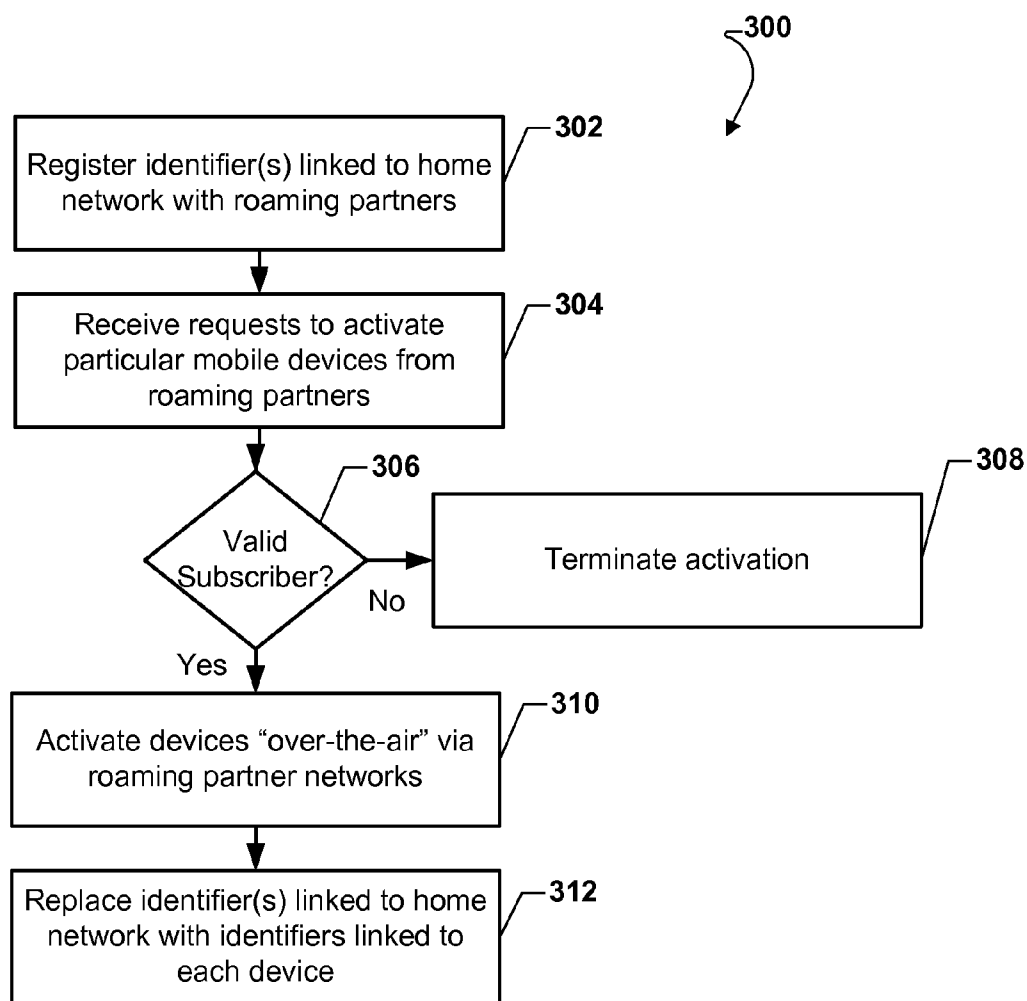 300
302
Register identifier(s) linked to home
network with roaming partners
304
Receive requests to activate
particular mobile devices from
roaming partners
306
308
Valid
Subscriber?
Terminate activation
No
Yes
310
Activate devices “over-the-air” via
roaming partner networks
312
Replace identifier(s) linked to home
network with identifiers linked to
each device